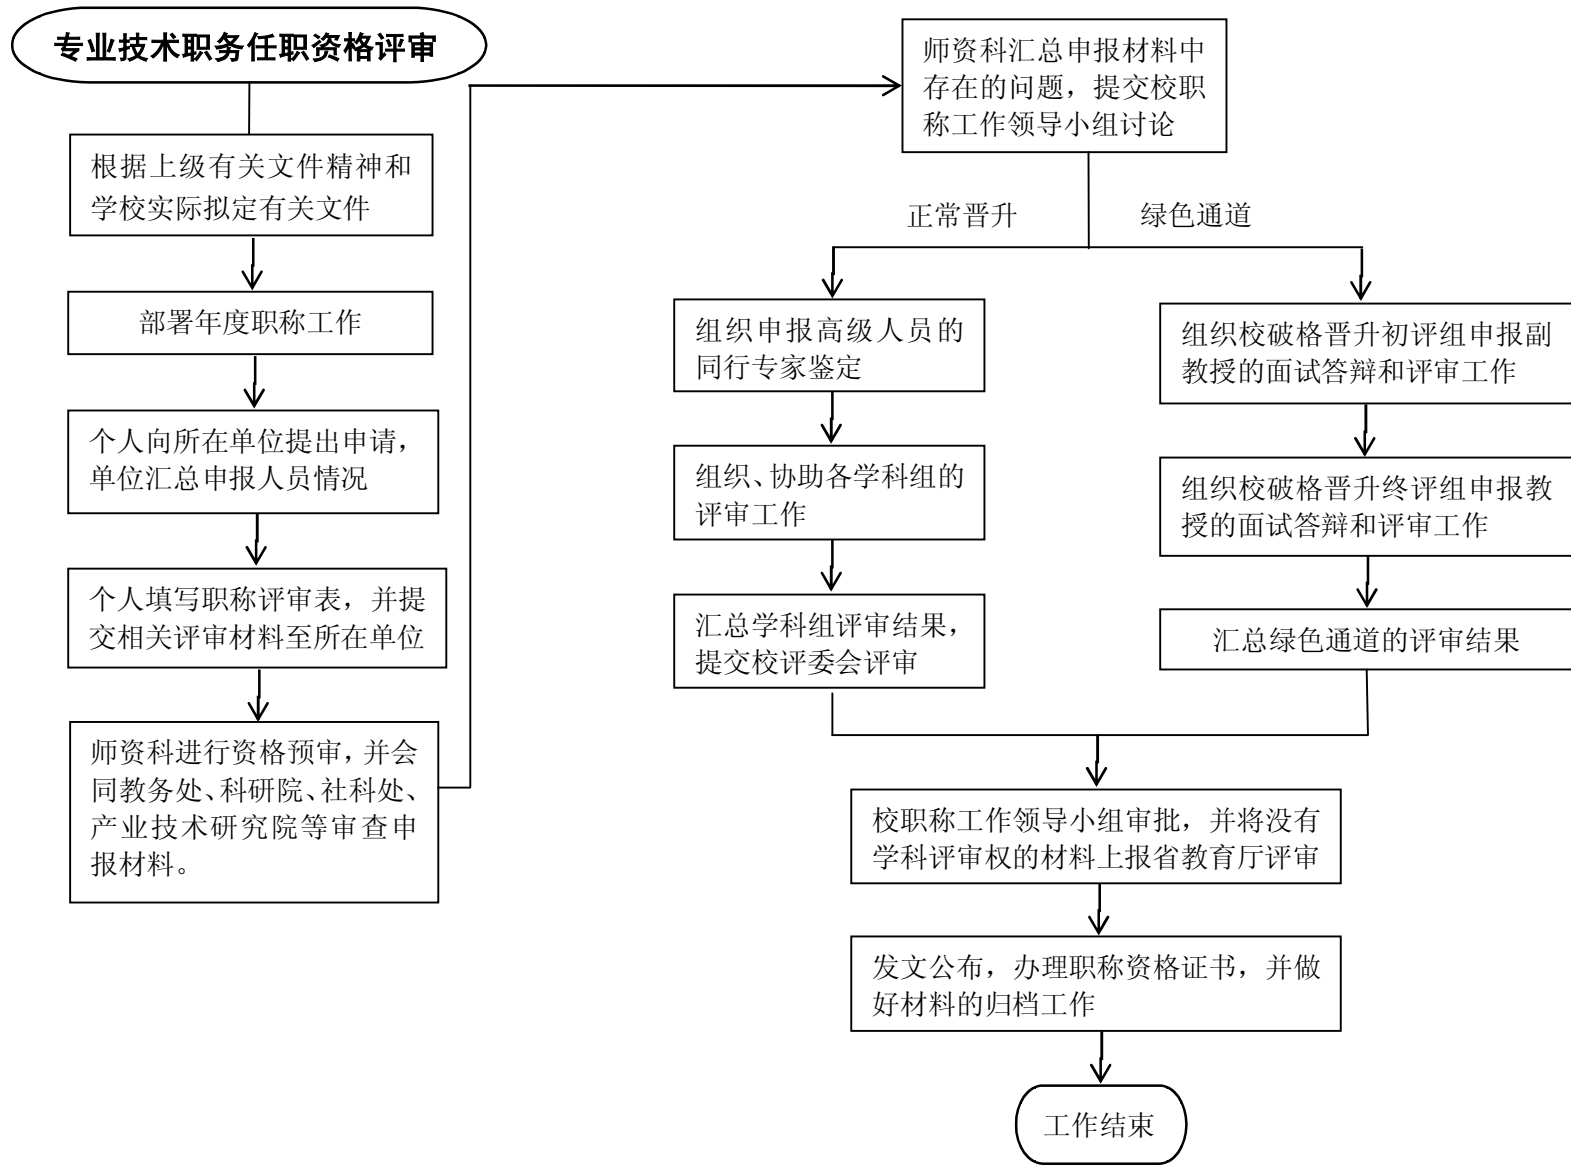 专业技术职务任职资格评审
根据上级有关文件精神和
学校实际拟定有关文件
部署年度职称工作
个人向所在单位提出申请，
单位汇总申报人员情况
个人填写职称评审表，并提
交相关评审材料至所在单位
师资科进行资格预审，并会
同教务处、科研院、社科处、
产业技术研究院等审查申
报材料。
师资科汇总申报材料中
存在的问题，提交校职
称工作领导小组讨论
正常晋升
绿色通道
组织申报高级人员的
同行专家鉴定
组织、协助各学科组的
评审工作
汇总学科组评审结果，
提交校评委会评审
组织校破格晋升初评组申报副
教授的面试答辩和评审工作
组织校破格晋升终评组申报教
授的面试答辩和评审工作
汇总绿色通道的评审结果
校职称工作领导小组审批，并将没有
学科评审权的材料上报省教育厅评审
发文公布，办理职称资格证书，并做
好材料的归档工作
工作结束